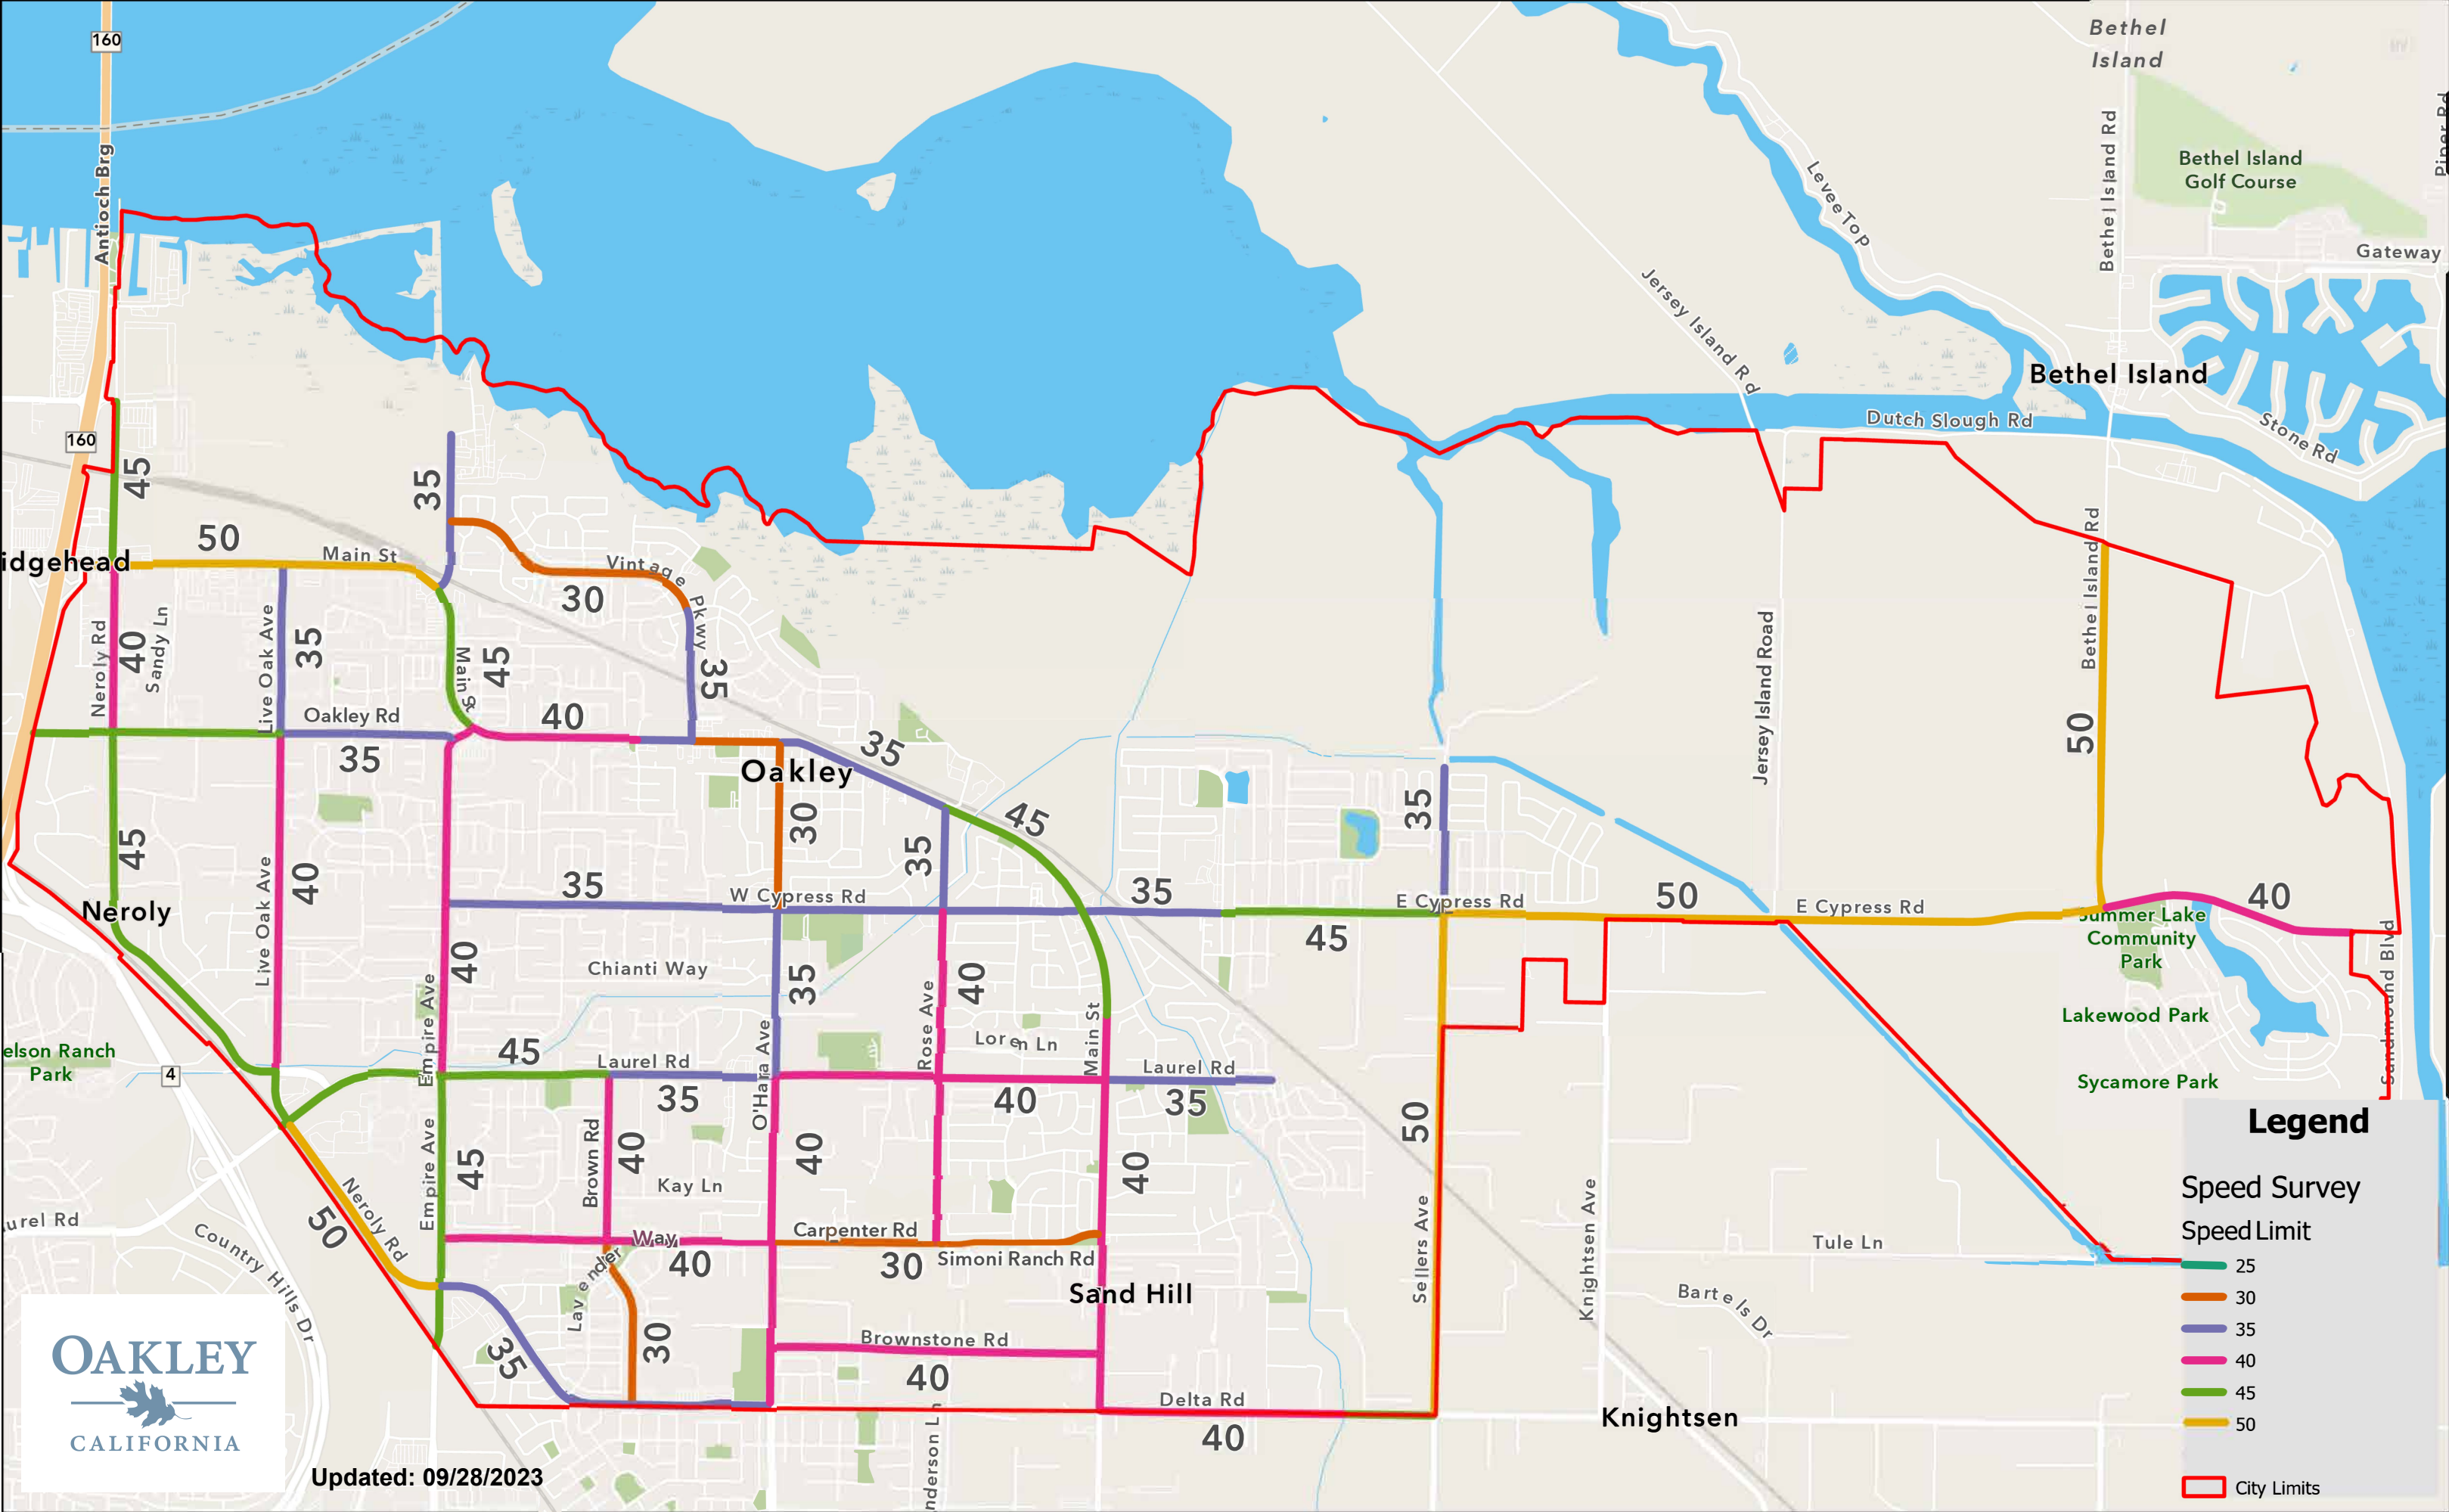 160
Bethel
Island
Piper Rd
Antioch Brg
Bethel Island Rd
Levee Top
Bethel Island
Golf Course
Gateway
Jersey Island Rd
Bethel Island
Dutch Slough Rd
Stone Rd
160
45
35
50
Main St
idgehead
Vintage
Pkwy
30
Bethel Island Rd
Neroly Rd
40
Sandy Ln
Live Oak Ave
35
Main St
45
35
Jersey Island Road
Oakley Rd
40
35
35
50
Oakley
45
30
45
35
35
Neroly
Live Oak Ave
40
35
W Cypress Rd
35
E Cypress Rd
50
E Cypress Rd
40
45
Summer Lake
Community
Park
Sandmound Blvd
40
Chianti Way
35
40
Empire Ave
Rose Ave
Main St
Lakewood Park
elson Ranch
Park
4
45
Laurel Rd
O'Hara Ave
Loren Ln
Laurel Rd
Sycamore Park
35
40
35
50
Empire Ave
45
Brown Rd
40
Kay Ln
40
40
urel Rd
Country Hills Dr
50
Neroly Rd
Way
40
Lavender
Carpenter Rd
30
Simoni Ranch Rd
Sellers Ave
Knightsen Ave
Tule Ln
Bartels Dr
Sand Hill
35
30
Brownstone Rd
40
Delta Rd
40
Knightsen
nderson Ln
OAKLEY
CALIFORNIA
Updated: 09/28/2023
Legend
Speed Survey
Speed Limit
25
30
35
40
45
50
City Limits